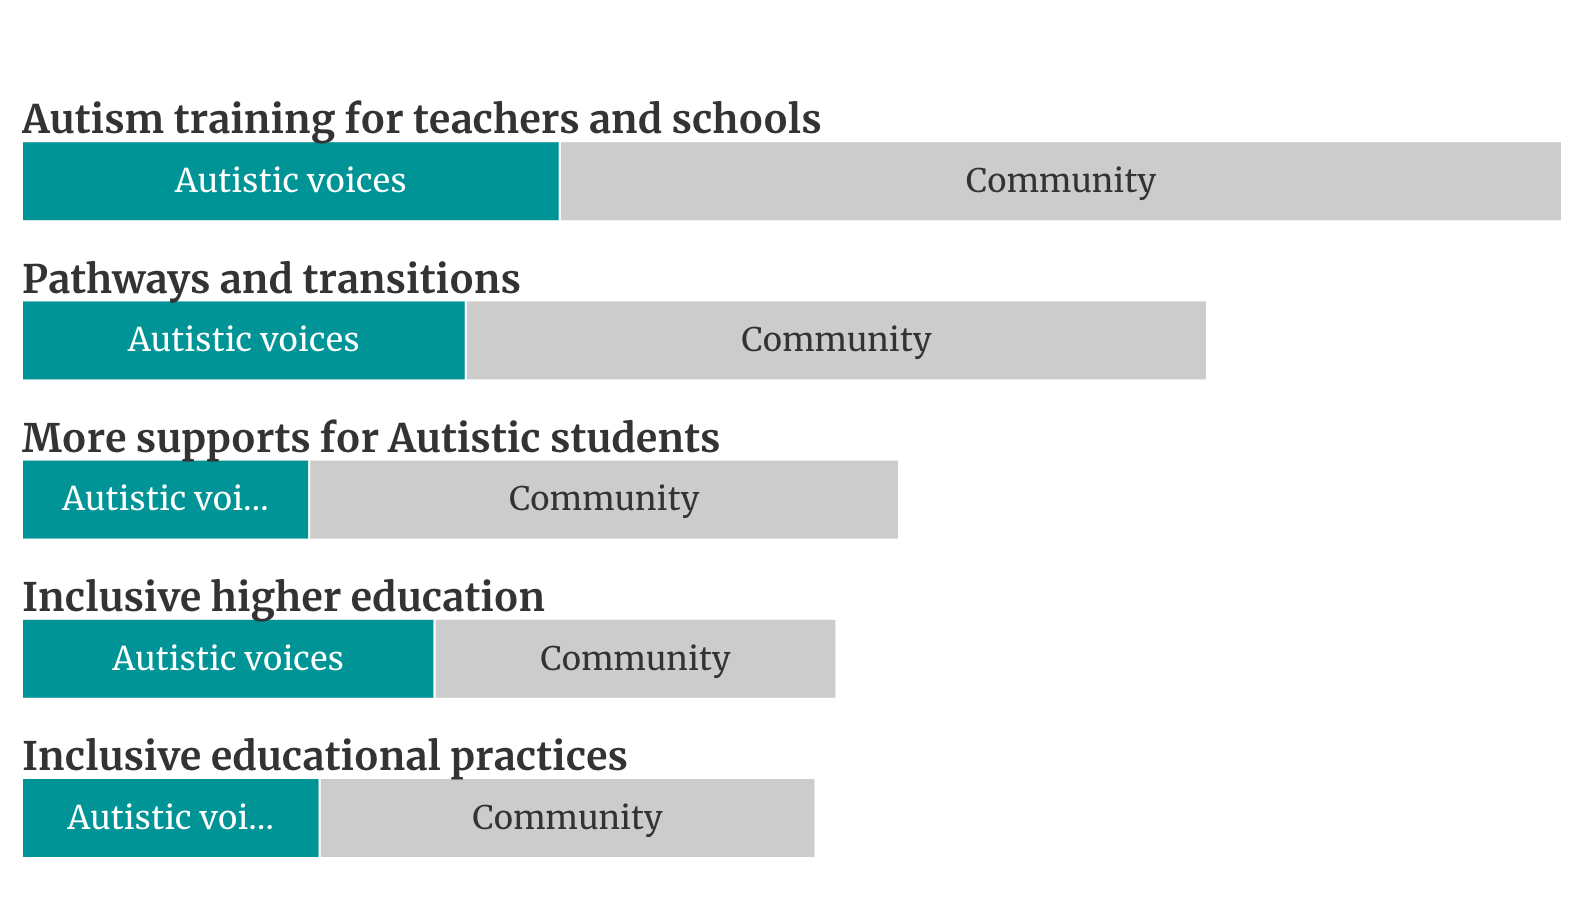 Autism training for teachers and schools
Autistic voices Community
Pathways and transitions
Autistic voices Community
More supports for Autistic students
Autistic voi... Community
Inclusive higher education
Autistic voices Community
Inclusive educational practices
Autistic voi... Community